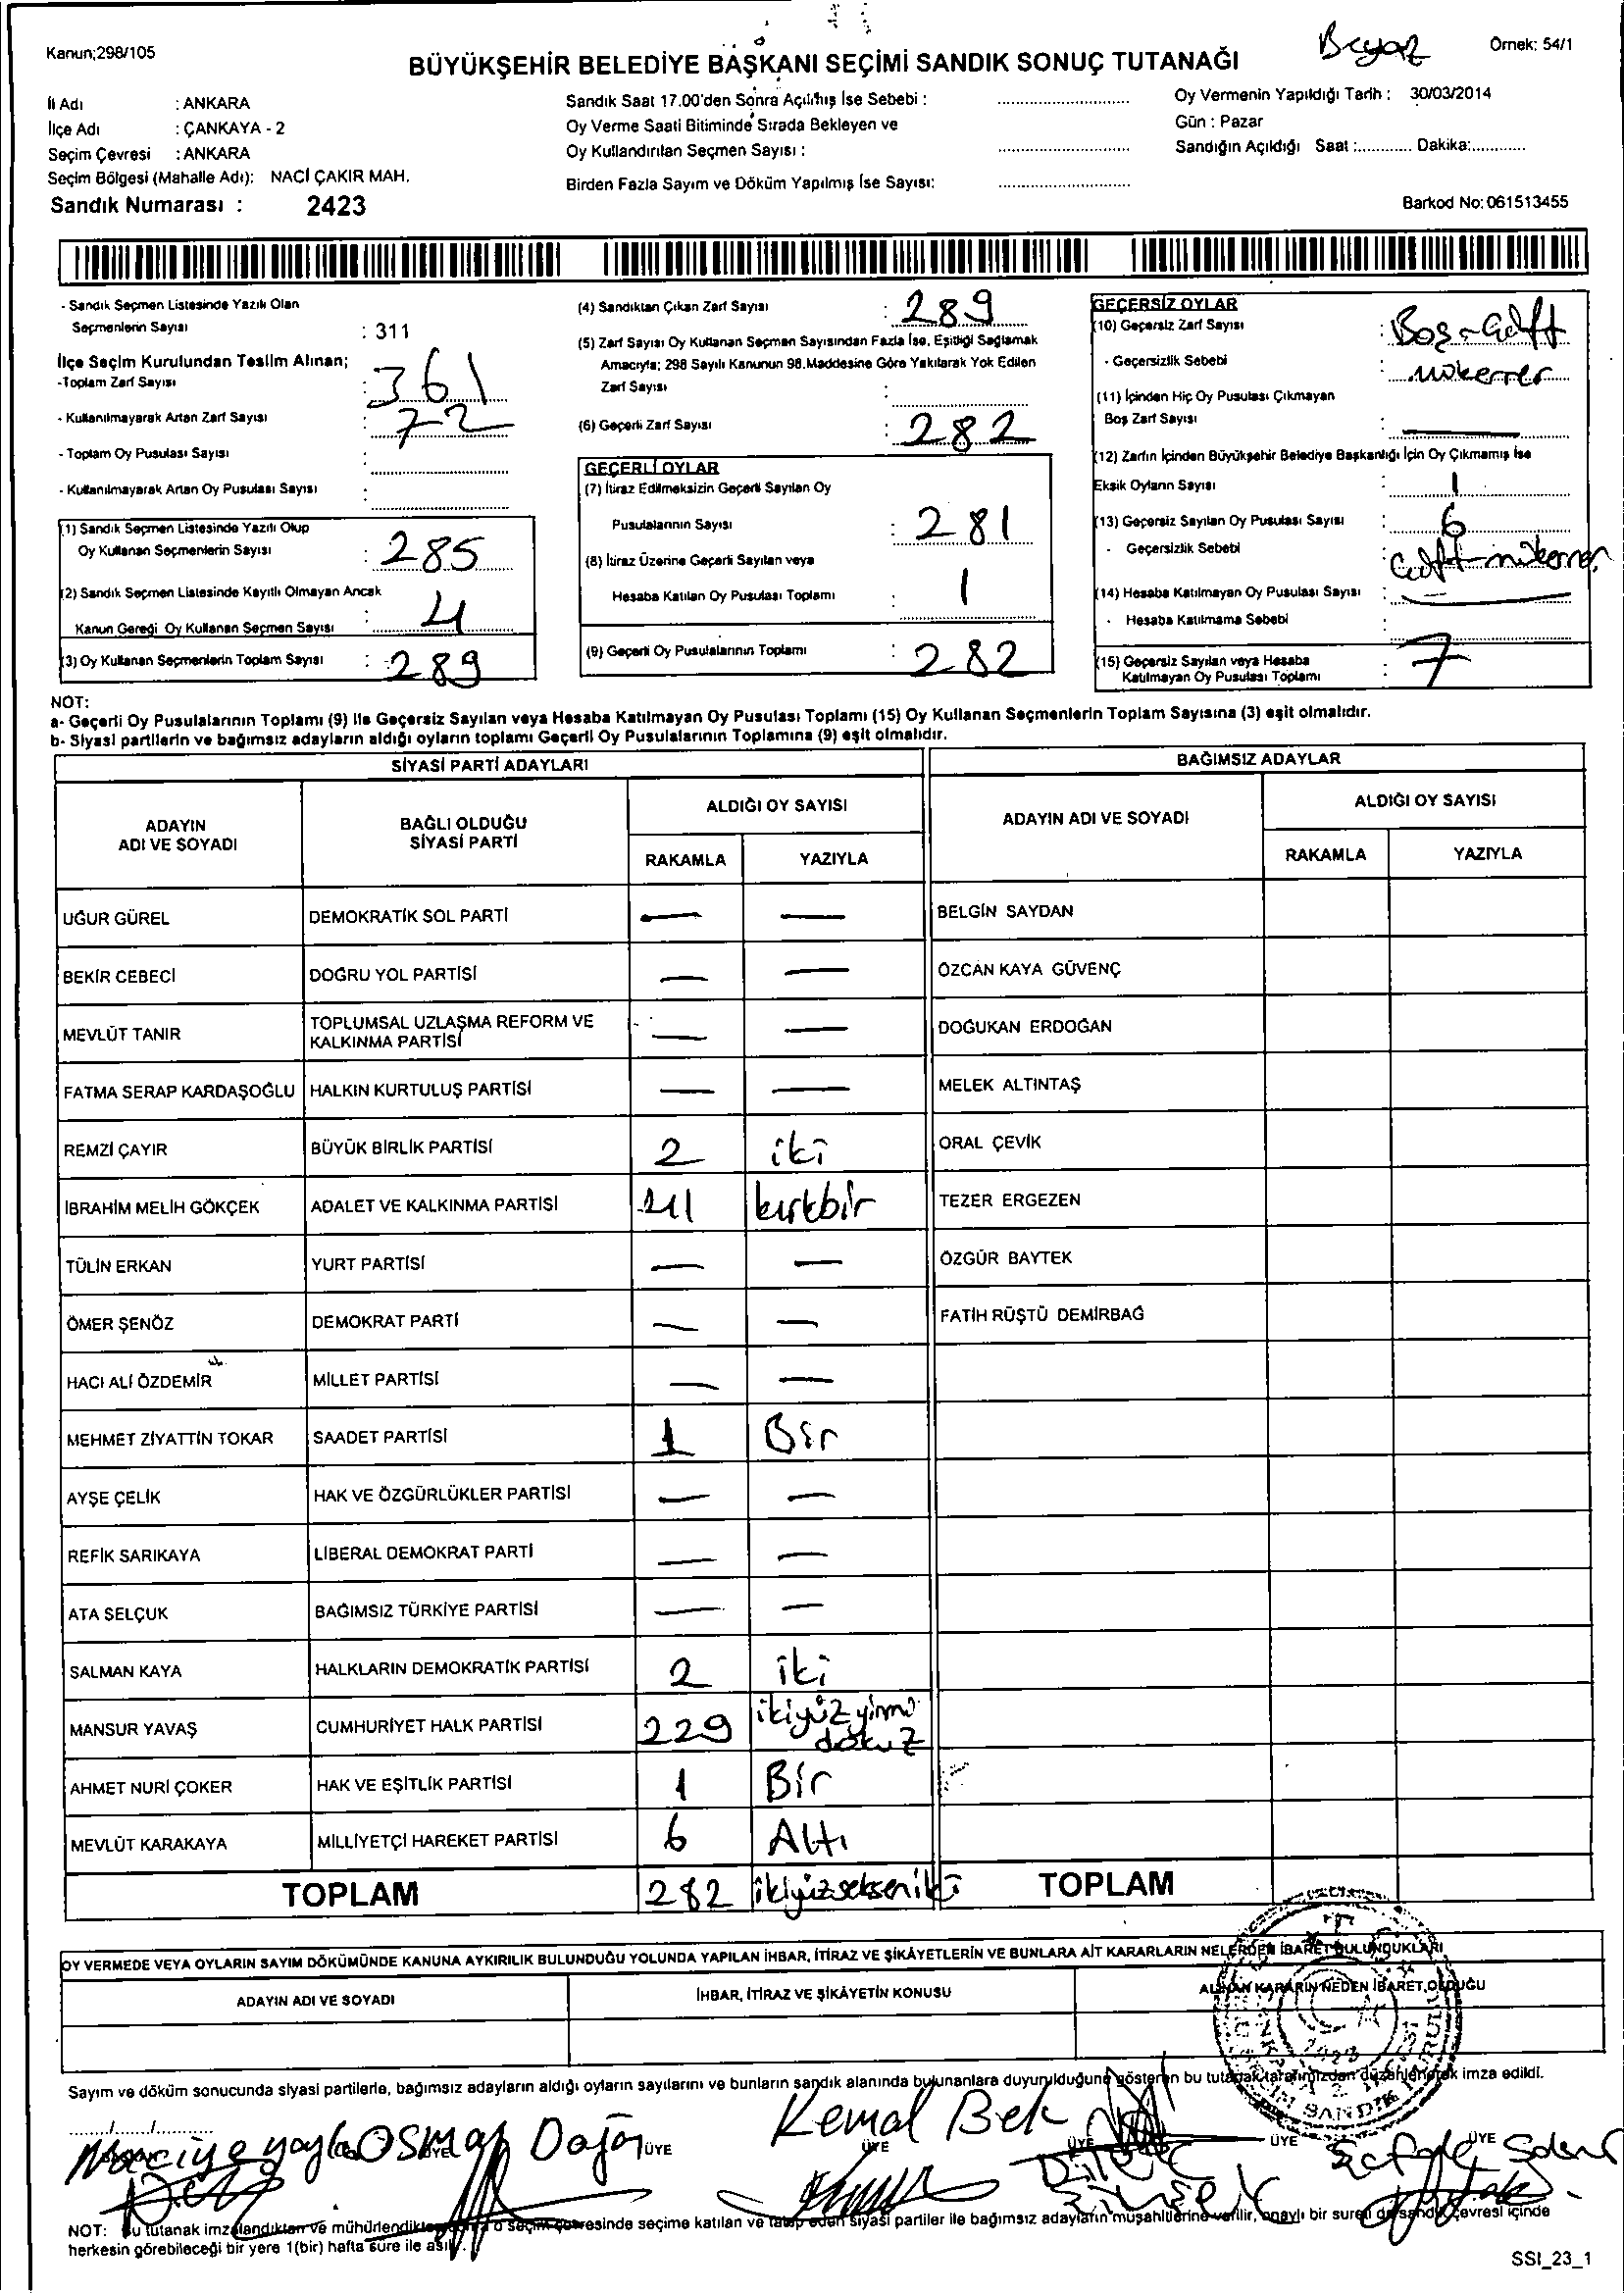 Kanun;298/105
Beyaz
Örnek: 54/1
BÜYÜKŞEHİR BELEDİYE BAŞKANI SEÇİMİ SANDIK SONUÇ TUTANAĞI
İl Adı : ANKARA
İlçe Adı : ÇANKAYA - 2
Seçim Çevresi : ANKARA
Seçim Bölgesi (Mahalle Adı): NACİ ÇAKIR MAH.
Sandık Numarası : 2423
Sandık Saat 17.00'den Sonra Açılmış İse Sebebi :
Oy Verme Saati Bitiminde Sırada Bekleyen ve
Oy Kullandırılan Seçmen Sayısı :
Birden Fazla Sayım ve Döküm Yapılmış İse Sayısı:
Oy Vermenin Yapıldığı Tarih : 30/03/2014
Gün : Pazar
Sandığın Açıldığı Saat :............ Dakika:............
Barkod No: 061513455
- Sandık Seçmen Listesinde Yazılı Olan
Seçmenlerin Sayısı : 311
İlçe Seçim Kurulundan Teslim Alınan;
-Toplam Zarf Sayısı : 361
- Kullanılmayarak Artan Zarf Sayısı : 72
- Toplam Oy Pusulası Sayısı :
- Kullanılmayarak Artan Oy Pusulası Sayısı :
(1) Sandık Seçmen Listesinde Yazılı Olup
Oy Kullanan Seçmenlerin Sayısı : 285
(2) Sandık Seçmen Listesinde Kayıtlı Olmayan Ancak
Kanun Gereği Oy Kullanan Seçmen Sayısı : 4
(3) Oy Kullanan Seçmenlerin Toplam Sayısı : 289
(4) Sandıktan Çıkan Zarf Sayısı : 289
(5) Zarf Sayısı Oy Kullanan Seçmen Sayısından Fazla İse, Eşitliği Sağlamak
Amacıyla; 298 Sayılı Kanunun 98.Maddesine Göre Yakılarak Yok Edilen
Zarf Sayısı :
(6) Geçerli Zarf Sayısı : 282
GEÇERLİ OYLAR
(7) İtiraz Edilmeksizin Geçerli Sayılan Oy
Pusulalarının Sayısı : 281
(8) İtiraz Üzerine Geçerli Sayılan veya
Hesaba Katılan Oy Pusulası Toplamı : 1
(9) Geçerli Oy Pusulalarının Toplamı : 282
GEÇERSİZ OYLAR
(10) Geçersiz Zarf Sayısı : Boş - Çift
- Geçersizlik Sebebi : mükerrer
(11) İçinden Hiç Oy Pusulası Çıkmayan
Boş Zarf Sayısı : —
(12) Zarfın İçinden Büyükşehir Belediye Başkanlığı İçin Oy Çıkmamış İse
Eksik Oyların Sayısı : 1
(13) Geçersiz Sayılan Oy Pusulası Sayısı : 6
- Geçersizlik Sebebi : Çift-mükerrer
(14) Hesaba Katılmayan Oy Pusulası Sayısı : —
- Hesaba Katılmama Sebebi :
(15) Geçersiz Sayılan veya Hesaba
Katılmayan Oy Pusulası Toplamı : 7
NOT:
a- Geçerli Oy Pusulalarının Toplamı (9) ile Geçersiz Sayılan veya Hesaba Katılmayan Oy Pusulası Toplamı (15) Oy Kullanan Seçmenlerin Toplam Sayısına (3) eşit olmalıdır.
b- Siyasi partilerin ve bağımsız adayların aldığı oyların toplamı Geçerli Oy Pusulalarının Toplamına (9) eşit olmalıdır.
SİYASİ PARTİ ADAYLARI
BAĞIMSIZ ADAYLAR
ADAYIN ADI VE SOYADI
BAĞLI OLDUĞU SİYASİ PARTİ
ALDIĞI OY SAYISI
RAKAMLA YAZIYLA
ADAYIN ADI VE SOYADI
ALDIĞI OY SAYISI
RAKAMLA YAZIYLA
UĞUR GÜREL DEMOKRATİK SOL PARTİ — — BELGİN SAYDAN
BEKİR CEBECİ DOĞRU YOL PARTİSİ — — ÖZCAN KAYA GÜVENÇ
MEVLÜT TANIR TOPLUMSAL UZLAŞMA REFORM VE KALKINMA PARTİSİ — — DOĞUKAN ERDOĞAN
FATMA SERAP KARDAŞOĞLU HALKIN KURTULUŞ PARTİSİ — — MELEK ALTINTAŞ
REMZİ ÇAYIR BÜYÜK BİRLİK PARTİSİ 2 iki ORAL ÇEVİK
İBRAHİM MELİH GÖKÇEK ADALET VE KALKINMA PARTİSİ 41 kırkbir TEZER ERGEZEN
TÜLİN ERKAN YURT PARTİSİ — — ÖZGÜR BAYTEK
ÖMER ŞENÖZ DEMOKRAT PARTİ — — FATİH RÜŞTÜ DEMİRBAĞ
HACI ALİ ÖZDEMİR MİLLET PARTİSİ — —
MEHMET ZİYATTİN TOKAR SAADET PARTİSİ 1 Bir
AYŞE ÇELİK HAK VE ÖZGÜRLÜKLER PARTİSİ — —
REFİK SARIKAYA LİBERAL DEMOKRAT PARTİ — —
ATA SELÇUK BAĞIMSIZ TÜRKİYE PARTİSİ — —
SALMAN KAYA HALKLARIN DEMOKRATİK PARTİSİ 2 iki
MANSUR YAVAŞ CUMHURİYET HALK PARTİSİ 229 ikiyüzyirmi dokuz
AHMET NURİ ÇOKER HAK VE EŞİTLİK PARTİSİ 1 Bir
MEVLÜT KARAKAYA MİLLİYETÇİ HAREKET PARTİSİ 6 Altı
TOPLAM 282 ikiyüzsekseniki TOPLAM
OY VERMEDE VEYA OYLARIN SAYIM DÖKÜMÜNDE KANUNA AYKIRILIK BULUNDUĞU YOLUNDA YAPILAN İHBAR, İTİRAZ VE ŞİKÂYETLERİN VE BUNLARA AİT KARARLARIN NELERDEN İBARET BULUNDUKLARI
ADAYIN ADI VE SOYADI
İHBAR, İTİRAZ VE ŞİKÂYETİN KONUSU
ALINAN KARARIN NEDEN İBARET OLDUĞU
Sayım ve döküm sonucunda siyasi partilerle, bağımsız adayların aldığı oyların sayılarını ve bunların sandık alanında bulunanlara duyurulduğunu gösteren bu tutanak tarafımızdan düzenlenerek imza edildi.
Naciye yayla Osman Doğan Kemal Bek
ÜYE ÜYE ÜYE ÜYE ÜYE ÜYE
NOT: Bu tutanak imzalandıktan ve mühürlendikten sonra o seçim çevresinde seçime katılan ve talep eden siyasi partiler ile bağımsız adayların müşahitlerine verilir, onaylı bir sureti de sandık çevresi içinde
herkesin görebileceği bir yere 1(bir) hafta süre ile asılır.
SSI_23_1